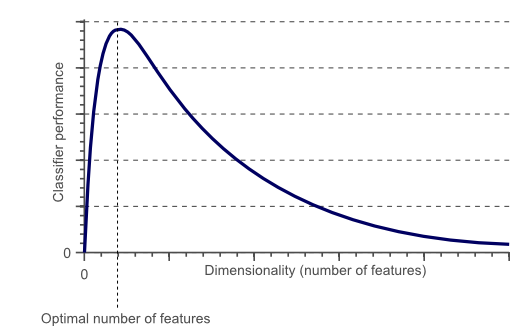 Classifier performance
0
0
Dimensionality (number of features)
Optimal number of features